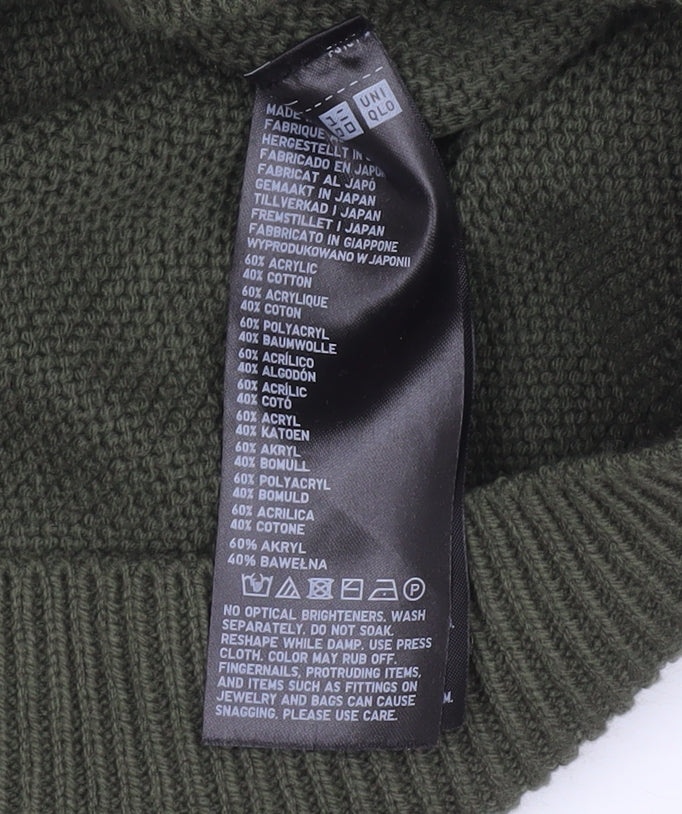 UNI
QLO
MADE
FABRIQUE
HERGESTELLT IN
FABRICADO EN
FABRICAT AL JAPÓ
GEMAAKT IN JAPAN
TILLVERKAD I JAPAN
FREMSTILLET I JAPAN
FABBRICATO IN GIAPPONE
WYPRODUKOWANO W JAPONII
60% ACRYLIC
40% COTTON
60% ACRYLIQUE
40% COTON
60% POLYACRYL
40% BAUMWOLLE
60% ACRÍLICO
40% ALGODÓN
60% ACRÍLIC
40% COTÓ
60% ACRYL
40% KATOEN
60% AKRYL
40% BOMULL
60% POLYACRYL
40% BOMULD
60% ACRILICA
40% COTONE
60% AKRYL
40% BAWEŁNA
P
NO OPTICAL BRIGHTENERS. WASH
SEPARATELY. DO NOT SOAK.
RESHAPE WHILE DAMP. USE PRESS
CLOTH. COLOR MAY RUB OFF.
FINGERNAILS, PROTRUDING ITEMS,
AND ITEMS SUCH AS FITTINGS ON
JEWELRY AND BAGS CAN CAUSE
SNAGGING. PLEASE USE CARE.
M.